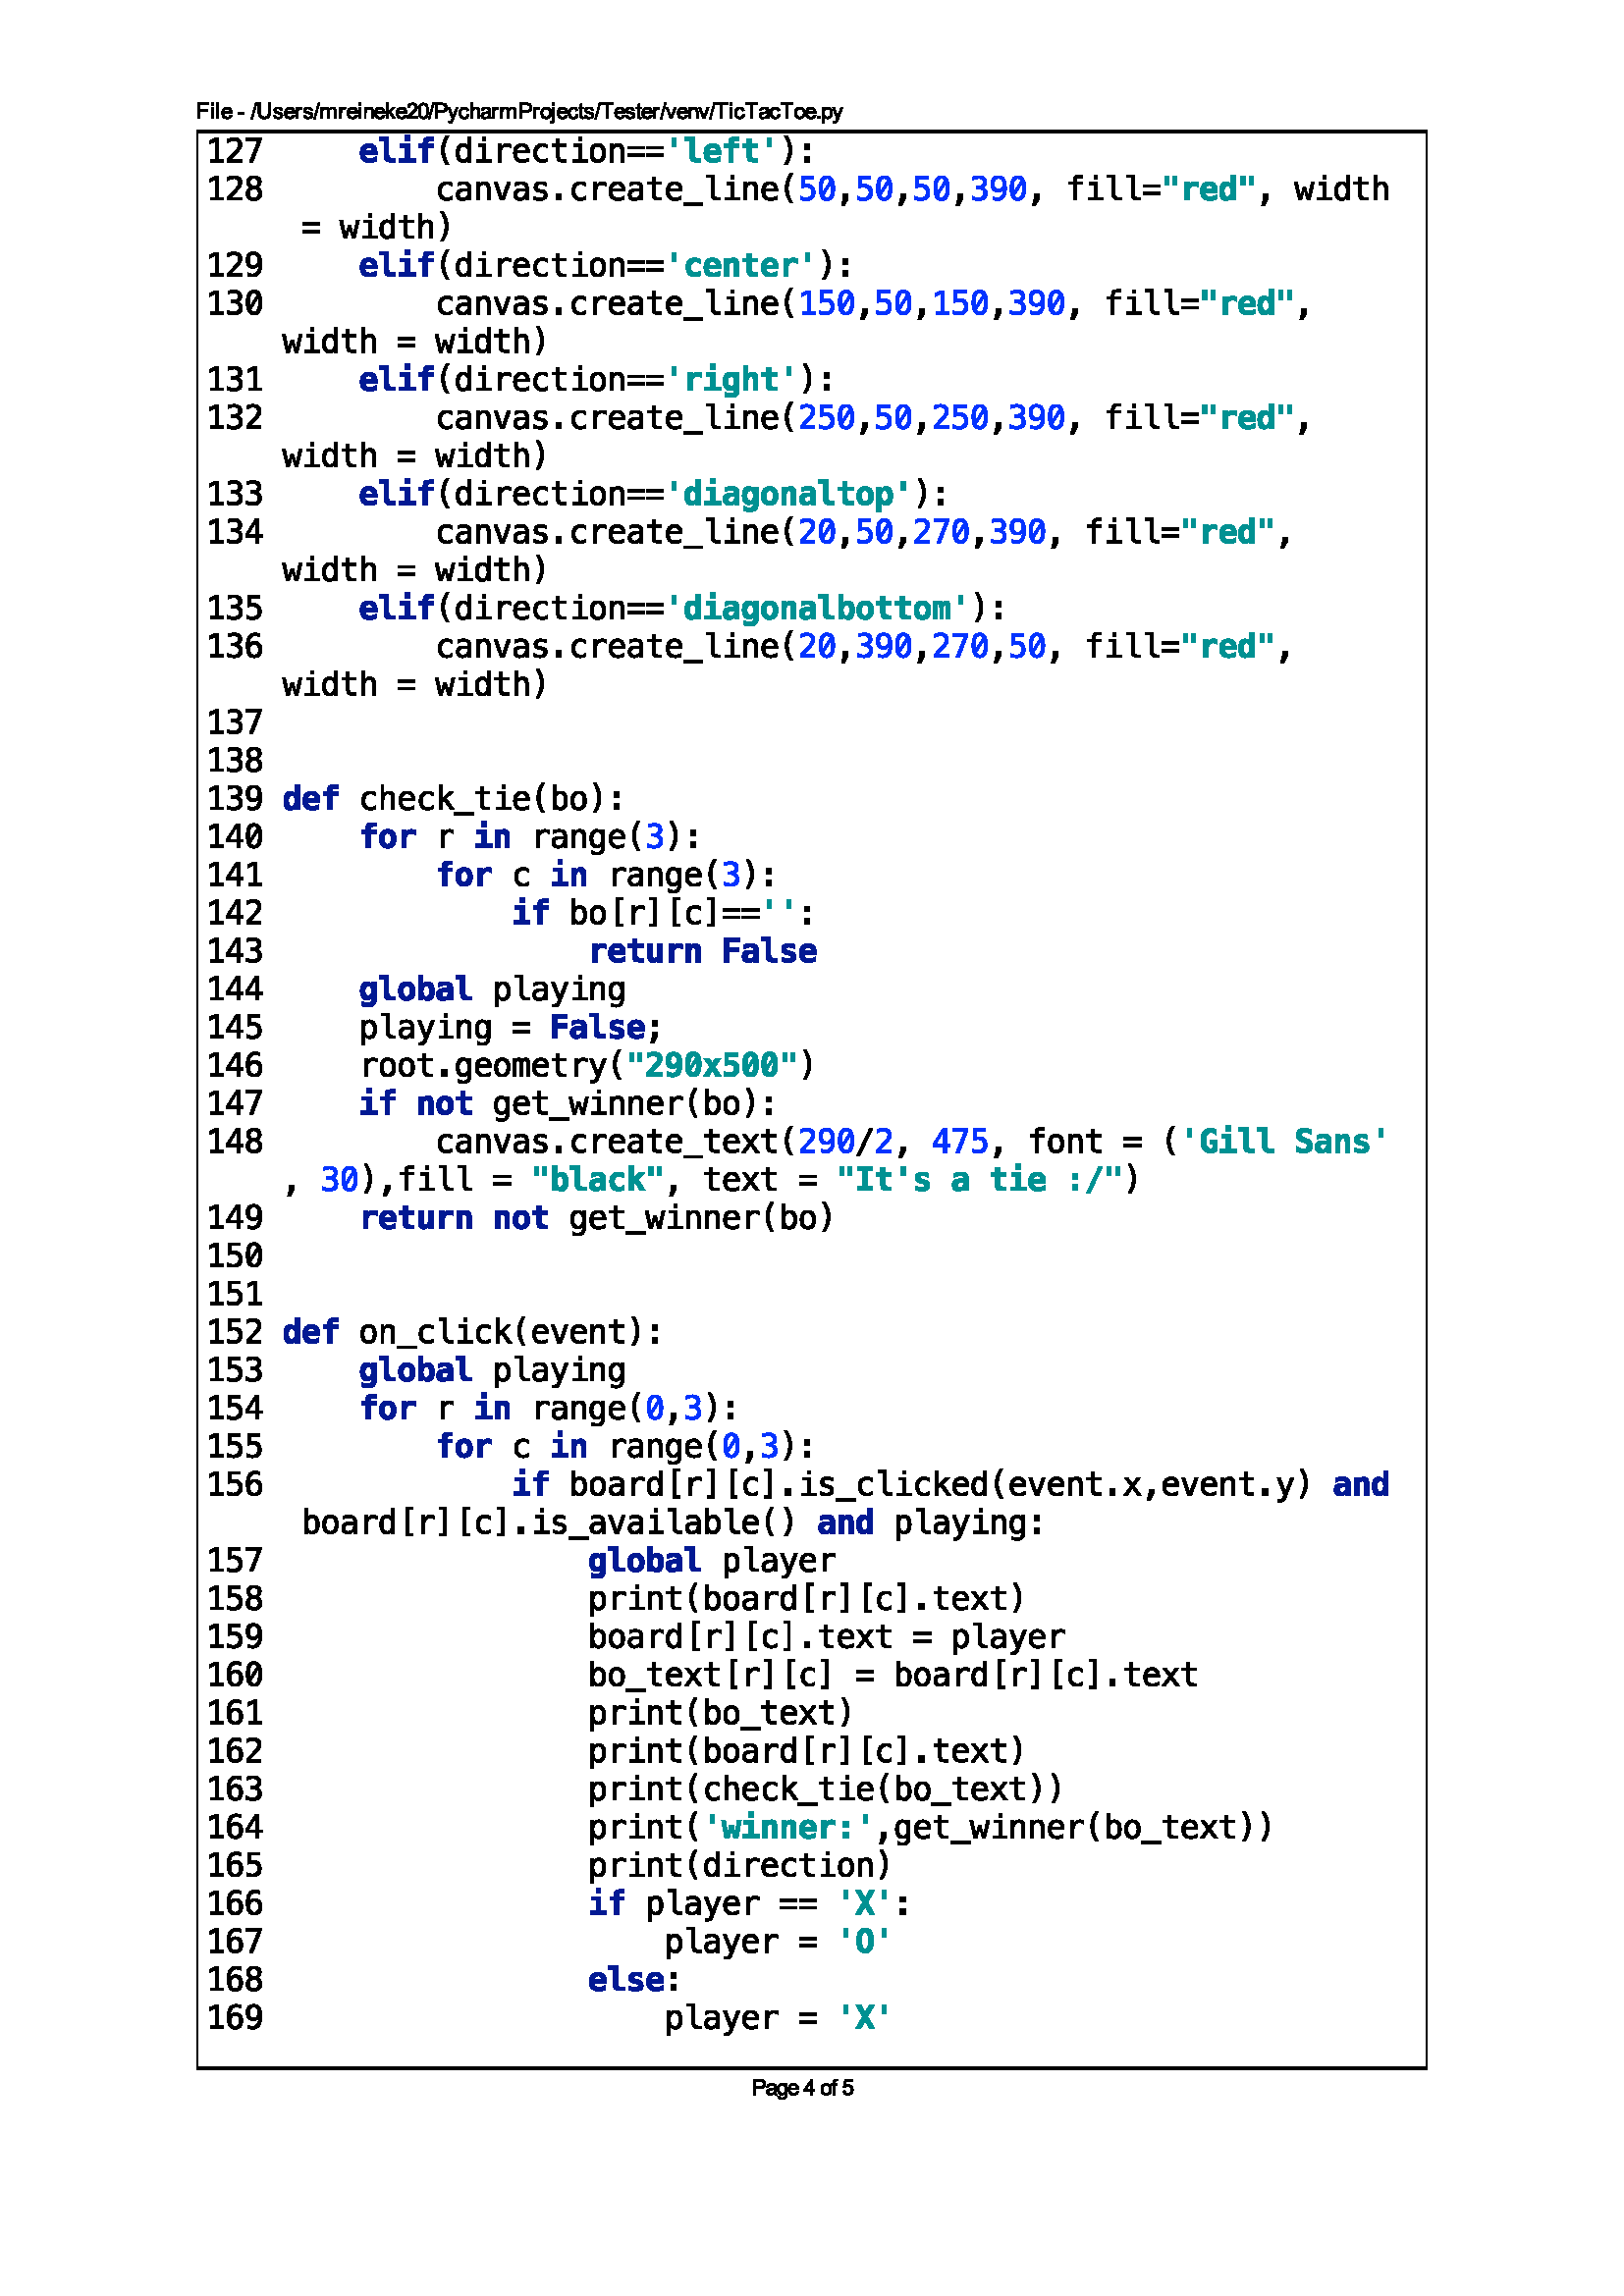 File - /Users/mreineke20/PycharmProjects/Tester/venv/TicTacToe.py
127     elif(direction=='left'):
128         canvas.create_line(50,50,50,390, fill="red", width
     = width)
129     elif(direction=='center'):
130         canvas.create_line(150,50,150,390, fill="red",
    width = width)
131     elif(direction=='right'):
132         canvas.create_line(250,50,250,390, fill="red",
    width = width)
133     elif(direction=='diagonaltop'):
134         canvas.create_line(20,50,270,390, fill="red",
    width = width)
135     elif(direction=='diagonalbottom'):
136         canvas.create_line(20,390,270,50, fill="red",
    width = width)
137
138
139 def check_tie(bo):
140     for r in range(3):
141         for c in range(3):
142             if bo[r][c]=='':
143                 return False
144     global playing
145     playing = False;
146     root.geometry("290x500")
147     if not get_winner(bo):
148         canvas.create_text(290/2, 475, font = ('Gill Sans'
    , 30),fill = "black", text = "It's a tie :/")
149     return not get_winner(bo)
150
151
152 def on_click(event):
153     global playing
154     for r in range(0,3):
155         for c in range(0,3):
156             if board[r][c].is_clicked(event.x,event.y) and
     board[r][c].is_available() and playing:
157                 global player
158                 print(board[r][c].text)
159                 board[r][c].text = player
160                 bo_text[r][c] = board[r][c].text
161                 print(bo_text)
162                 print(board[r][c].text)
163                 print(check_tie(bo_text))
164                 print('winner:',get_winner(bo_text))
165                 print(direction)
166                 if player == 'X':
167                     player = 'O'
168                 else:
169                     player = 'X'
Page 4 of 5